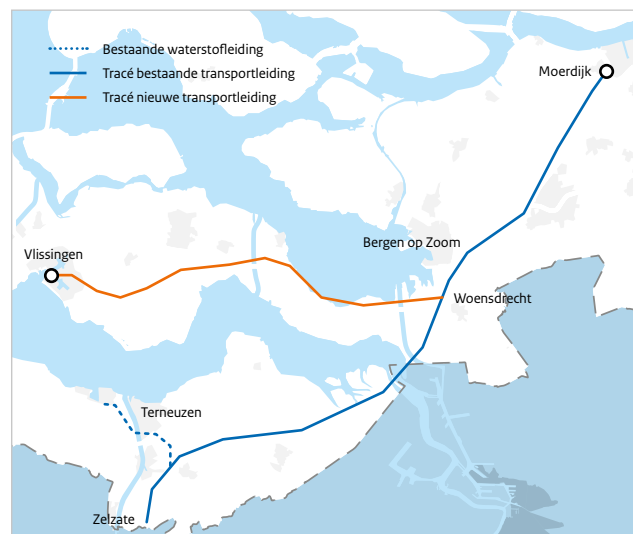 Bestaande waterstofleiding
Tracé bestaande transportleiding
Tracé nieuwe transportleiding
Moerdijk
Bergen op Zoom
Vlissingen
Woensdrecht
Terneuzen
Zelzate